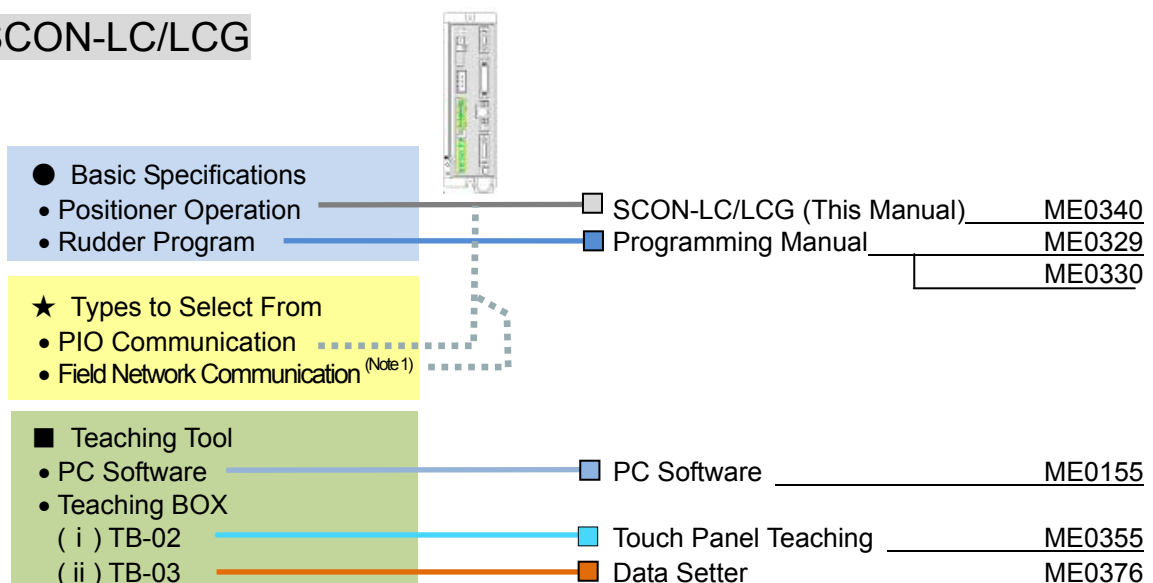 SCON-LC/LCG
● Basic Specifications
• Positioner Operation
SCON-LC/LCG (This Manual) ME0340
• Rudder Program
Programming Manual ME0329
ME0330
★ Types to Select From
• PIO Communication
• Field Network Communication (Note 1)
■ Teaching Tool
• PC Software
PC Software ME0155
• Teaching BOX
( i ) TB-02
Touch Panel Teaching ME0355
( ii ) TB-03
Data Setter ME0376